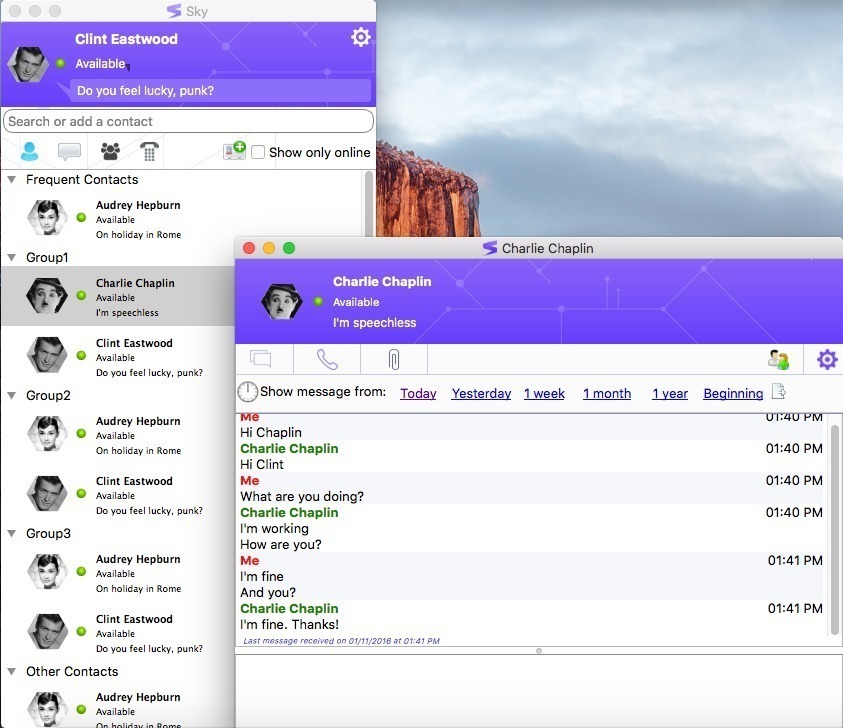 Sky
Clint Eastwood
Available
Do you feel lucky, punk?
Search or add a contact
Show only online
Frequent Contacts
Audrey Hepburn
Available
On holiday in Rome
Group1
Charlie Chaplin
Available
I'm speechless
Clint Eastwood
Available
Do you feel lucky, punk?
Group2
Audrey Hepburn
Available
On holiday in Rome
Clint Eastwood
Available
Do you feel lucky, punk?
Group3
Audrey Hepburn
Available
On holiday in Rome
Clint Eastwood
Available
Do you feel lucky, punk?
Other Contacts
Audrey Hepburn
Available
On holiday in Rome
Charlie Chaplin
Charlie Chaplin
Available
I'm speechless
Show message from: Today Yesterday 1 week 1 month 1 year Beginning
Me 01:40 PM
Hi Chaplin
Charlie Chaplin 01:40 PM
Hi Clint
Me 01:40 PM
What are you doing?
Charlie Chaplin 01:40 PM
I'm working
How are you?
Me 01:41 PM
I'm fine
And you?
Charlie Chaplin 01:41 PM
I'm fine. Thanks!
Last message received on 01/11/2016 at 01:41 PM